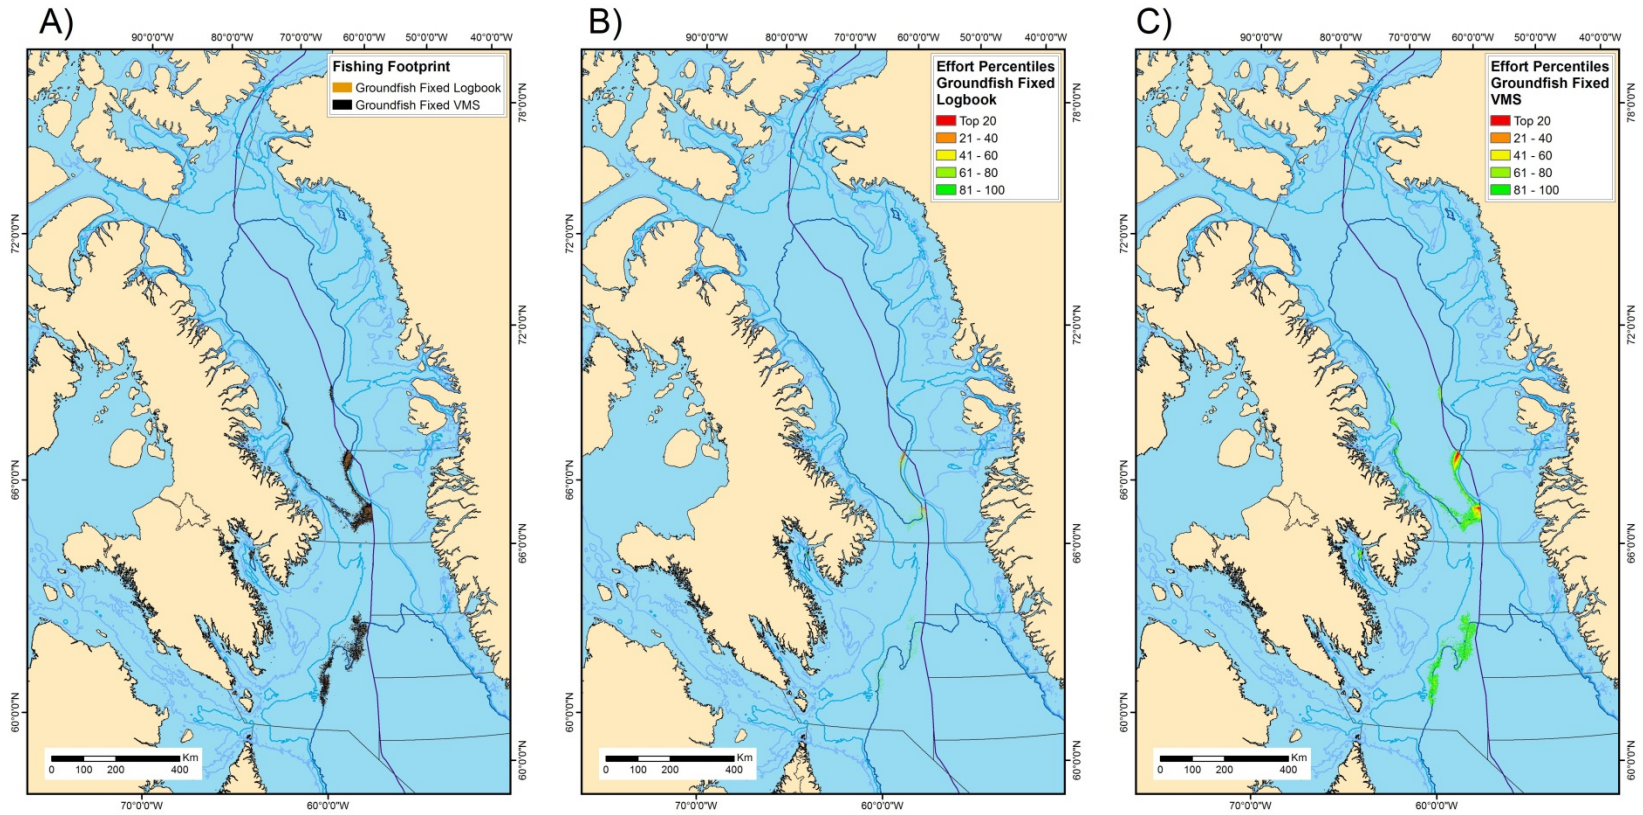 A)
90°0'0"W 80°0'0"W 70°0'0"W 60°0'0"W 50°0'0"W 40°0'0"W
Fishing Footprint
Groundfish Fixed Logbook
Groundfish Fixed VMS
78°0'0"N
72°0'0"N
72°0'0"N
66°0'0"N
66°0'0"N
60°0'0"N
60°0'0"N
Km
0 100 200 400
70°0'0"W 60°0'0"W
B)
90°0'0"W 80°0'0"W 70°0'0"W 60°0'0"W 50°0'0"W 40°0'0"W
Effort Percentiles
Groundfish Fixed
Logbook
Top 20
21 - 40
41 - 60
61 - 80
81 - 100
78°0'0"N
72°0'0"N
72°0'0"N
66°0'0"N
66°0'0"N
60°0'0"N
60°0'0"N
Km
0 100 200 400
70°0'0"W 60°0'0"W
C)
90°0'0"W 80°0'0"W 70°0'0"W 60°0'0"W 50°0'0"W 40°0'0"W
Effort Percentiles
Groundfish Fixed
VMS
Top 20
21 - 40
41 - 60
61 - 80
81 - 100
78°0'0"N
72°0'0"N
72°0'0"N
66°0'0"N
66°0'0"N
60°0'0"N
60°0'0"N
Km
0 100 200 400
70°0'0"W 60°0'0"W